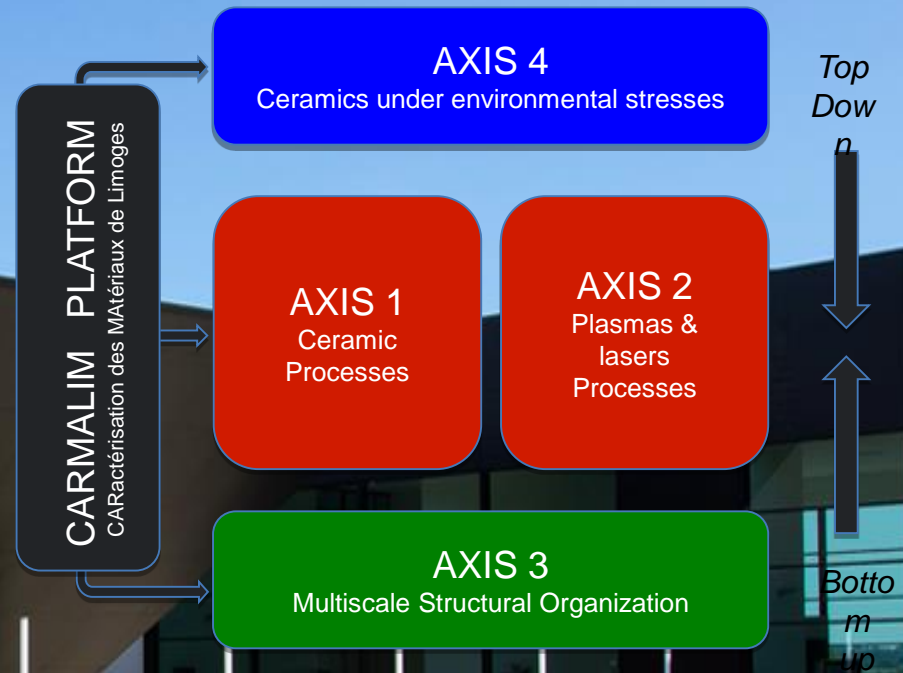 CARMALIM PLATFORM
CARactérisation des MAtériaux de Limoges
AXIS 4
Ceramics under environmental stresses
AXIS 1
Ceramic
Processes
AXIS 2
Plasmas &
lasers
Processes
AXIS 3
Multiscale Structural Organization
Top
Dow
n
Botto
m
up